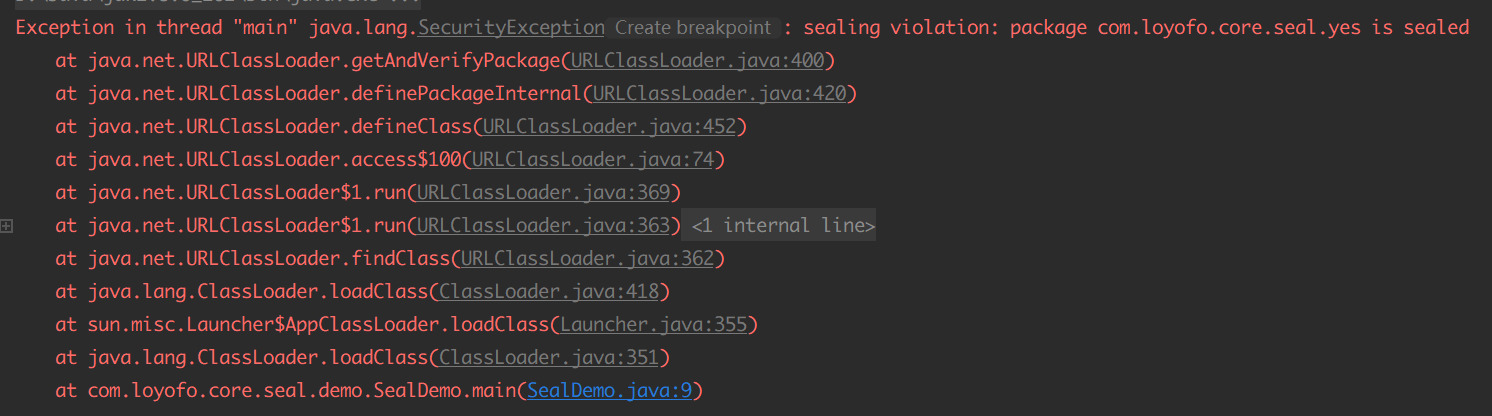 Exception in thread "main" java.lang.SecurityException Create breakpoint : sealing violation: package com.loyofo.core.seal.yes is sealed
at java.net.URLClassLoader.getAndVerifyPackage(URLClassLoader.java:400)
at java.net.URLClassLoader.definePackageInternal(URLClassLoader.java:420)
at java.net.URLClassLoader.defineClass(URLClassLoader.java:452)
at java.net.URLClassLoader.access$100(URLClassLoader.java:74)
at java.net.URLClassLoader$1.run(URLClassLoader.java:369)
at java.net.URLClassLoader$1.run(URLClassLoader.java:363) <1 internal line>
at java.net.URLClassLoader.findClass(URLClassLoader.java:362)
at java.lang.ClassLoader.loadClass(ClassLoader.java:418)
at sun.misc.Launcher$AppClassLoader.loadClass(Launcher.java:355)
at java.lang.ClassLoader.loadClass(ClassLoader.java:351)
at com.loyofo.core.seal.demo.SealDemo.main(SealDemo.java:9)